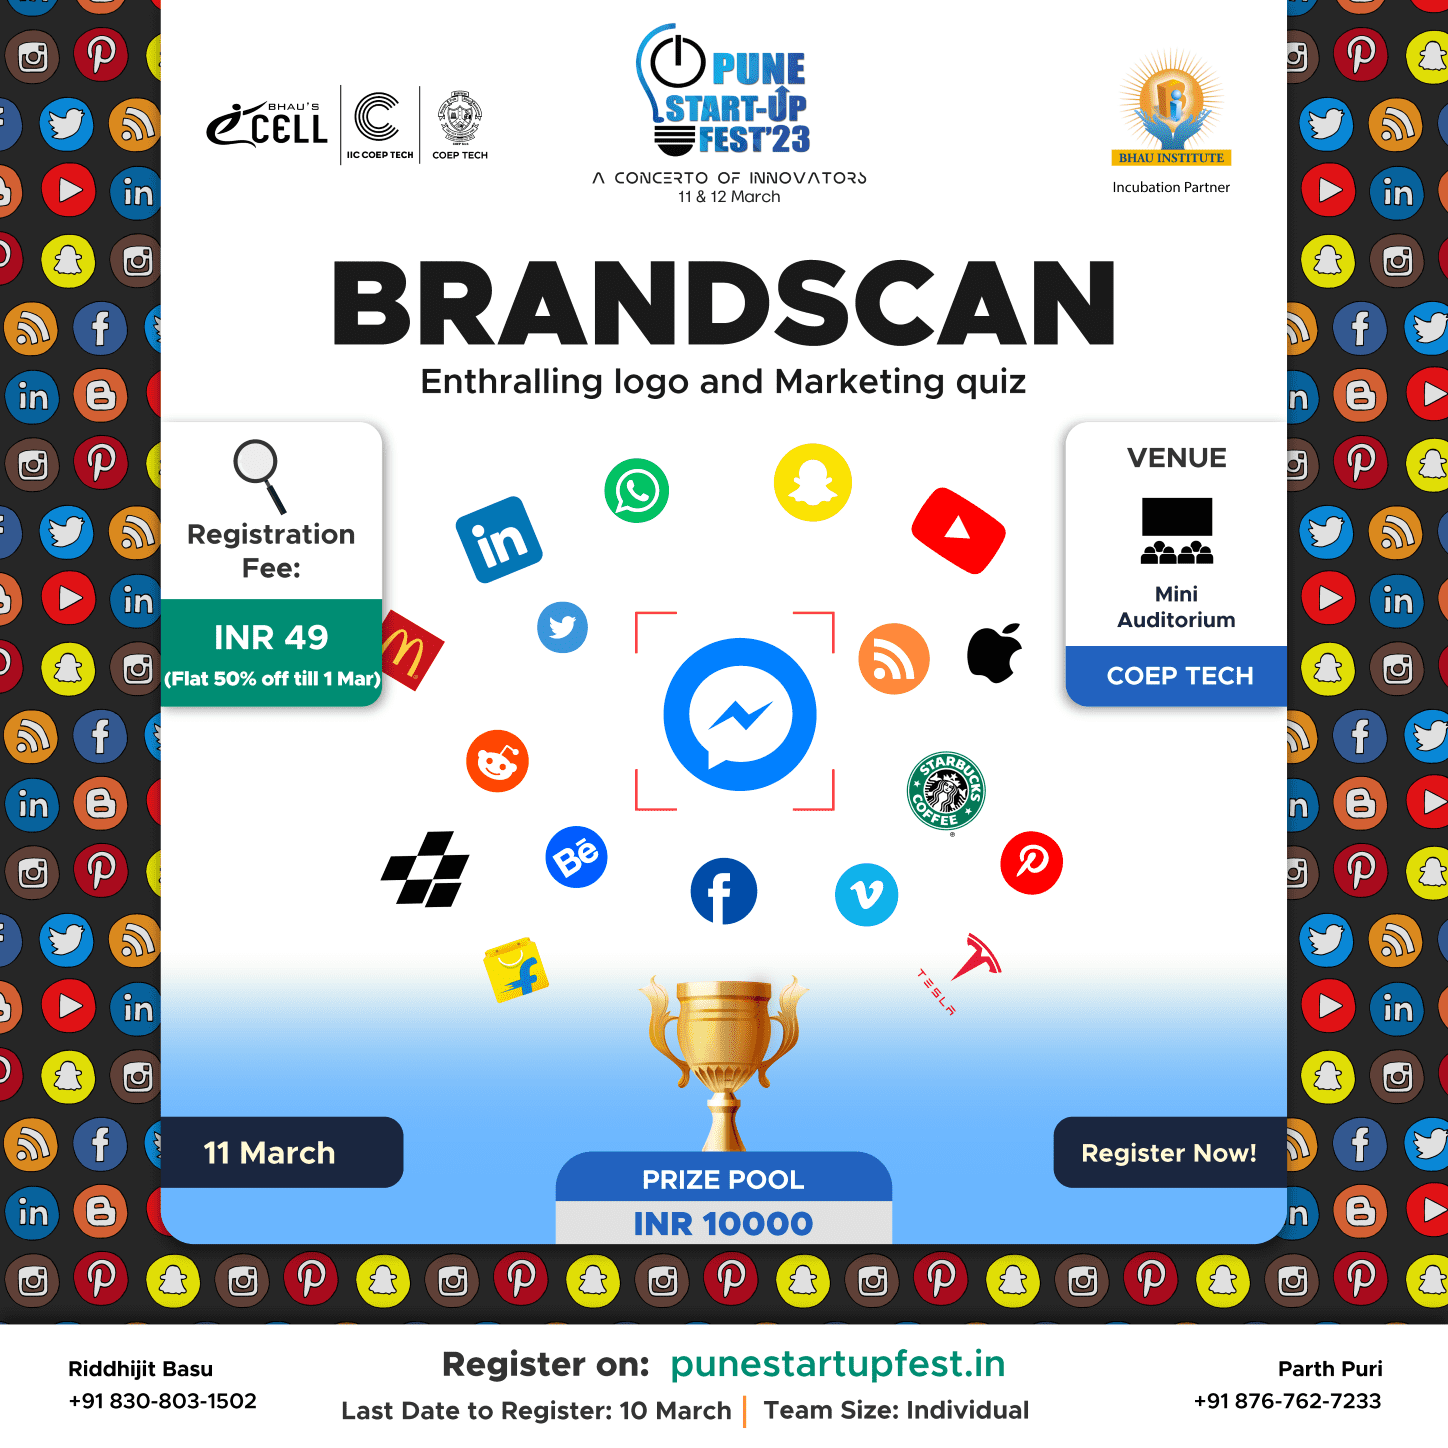 BHAU'S
CELL
IIC COEP TECH
COEP TECH
PUNE
START-UP
FEST'23
A CONCERTO OF INNOVATORS
11 & 12 March
BHAU INSTITUTE
Incubation Partner
BRANDSCAN
Enthralling logo and Marketing quiz
Registration
Fee:
INR 49
(Flat 50% off till 1 Mar)
VENUE
Mini
Auditorium
COEP TECH
in
Bē
STARBUCKS
COFFEE
TESLA
11 March
Register Now!
PRIZE POOL
INR 10000
Riddhijit Basu
+91 830-803-1502
Register on: punestartupfest.in
Last Date to Register: 10 March | Team Size: Individual
Parth Puri
+91 876-762-7233